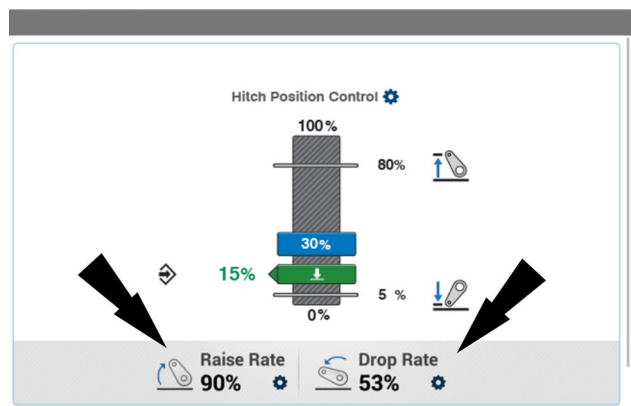 Hitch Position Control
100%
80%
30%
15%
5 %
0%
Raise Rate
90%
Drop Rate
53%